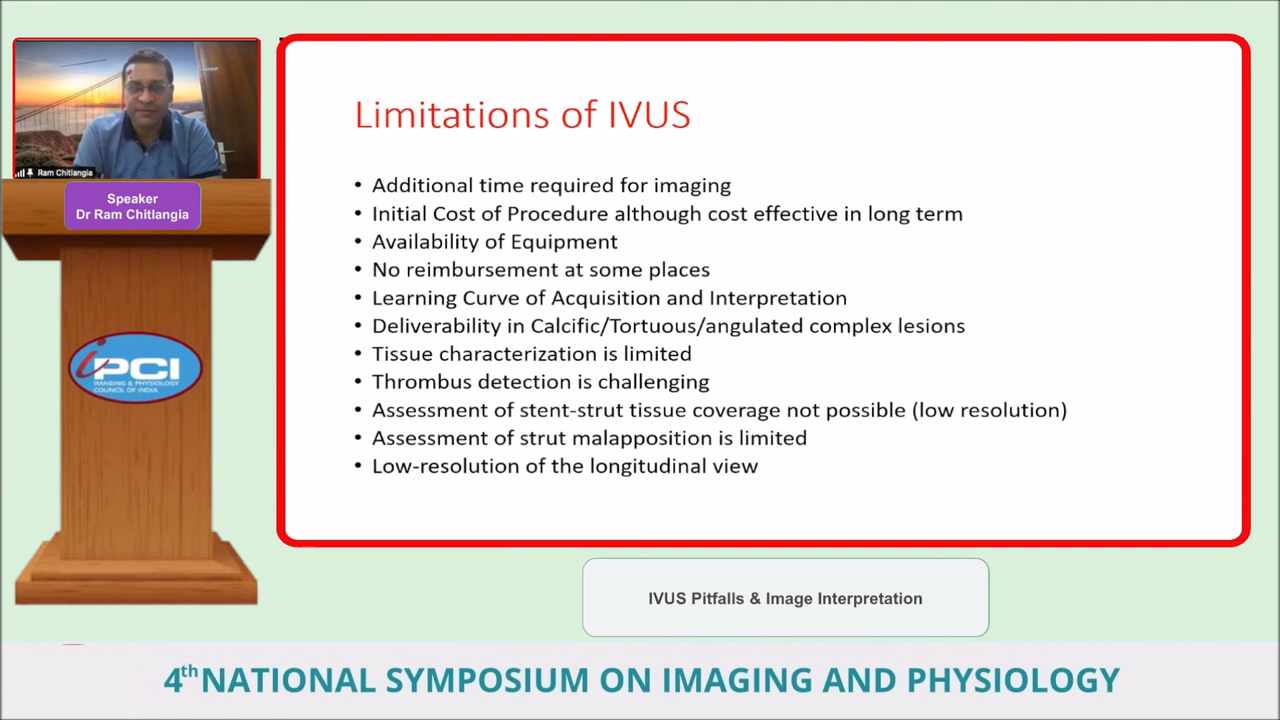 Ram Chitlangia
Speaker
Dr Ram Chitlangia
iPCI
IMAGING & PHYSIOLOGY
COUNCIL OF INDIA
Limitations of IVUS
• Additional time required for imaging
• Initial Cost of Procedure although cost effective in long term
• Availability of Equipment
• No reimbursement at some places
• Learning Curve of Acquisition and Interpretation
• Deliverability in Calcific/Tortuous/angulated complex lesions
• Tissue characterization is limited
• Thrombus detection is challenging
• Assessment of stent-strut tissue coverage not possible (low resolution)
• Assessment of strut malapposition is limited
• Low-resolution of the longitudinal view
IVUS Pitfalls & Image Interpretation
4th NATIONAL SYMPOSIUM ON IMAGING AND PHYSIOLOGY